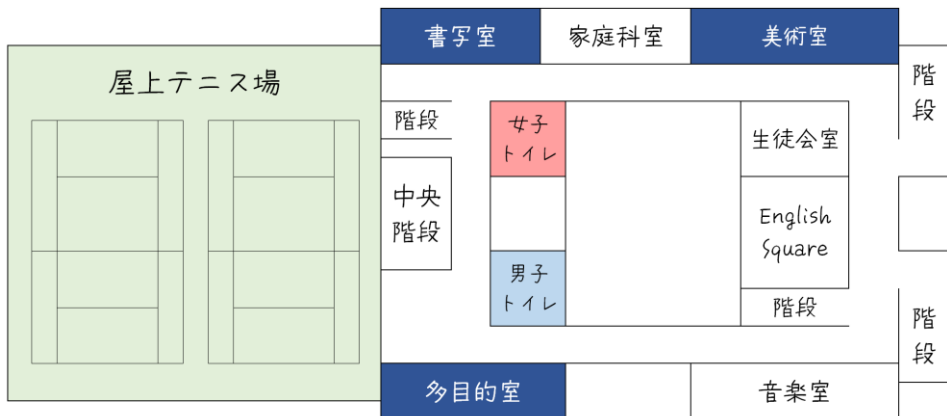 書写室
家庭科室
美術室
屋上テニス場
階
段
階段
女子
トイレ
生徒会室
中央
階段
English
Square
男子
トイレ
階段
階
段
多目的室
音楽室